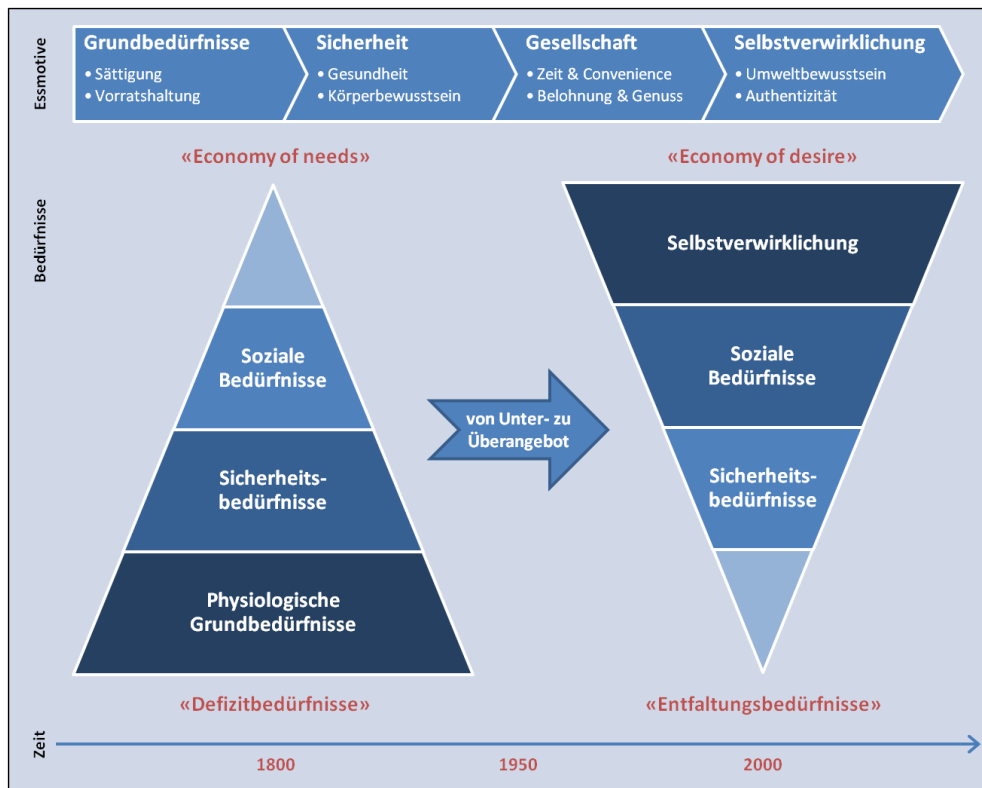 Essmotive
Grundbedürfnisse
• Sättigung
• Vorratshaltung
Sicherheit
• Gesundheit
• Körperbewusstsein
Gesellschaft
• Zeit & Convenience
• Belohnung & Genuss
Selbstverwirklichung
• Umweltbewusstsein
• Authentizität
«Economy of needs»
«Economy of desire»
Bedürfnisse
Soziale
Bedürfnisse
Sicherheits-
bedürfnisse
Physiologische
Grundbedürfnisse
von Unter- zu
Überangebot
Selbstverwirklichung
Soziale
Bedürfnisse
Sicherheits-
bedürfnisse
«Defizitbedürfnisse»
«Entfaltungsbedürfnisse»
Zeit
1800
1950
2000